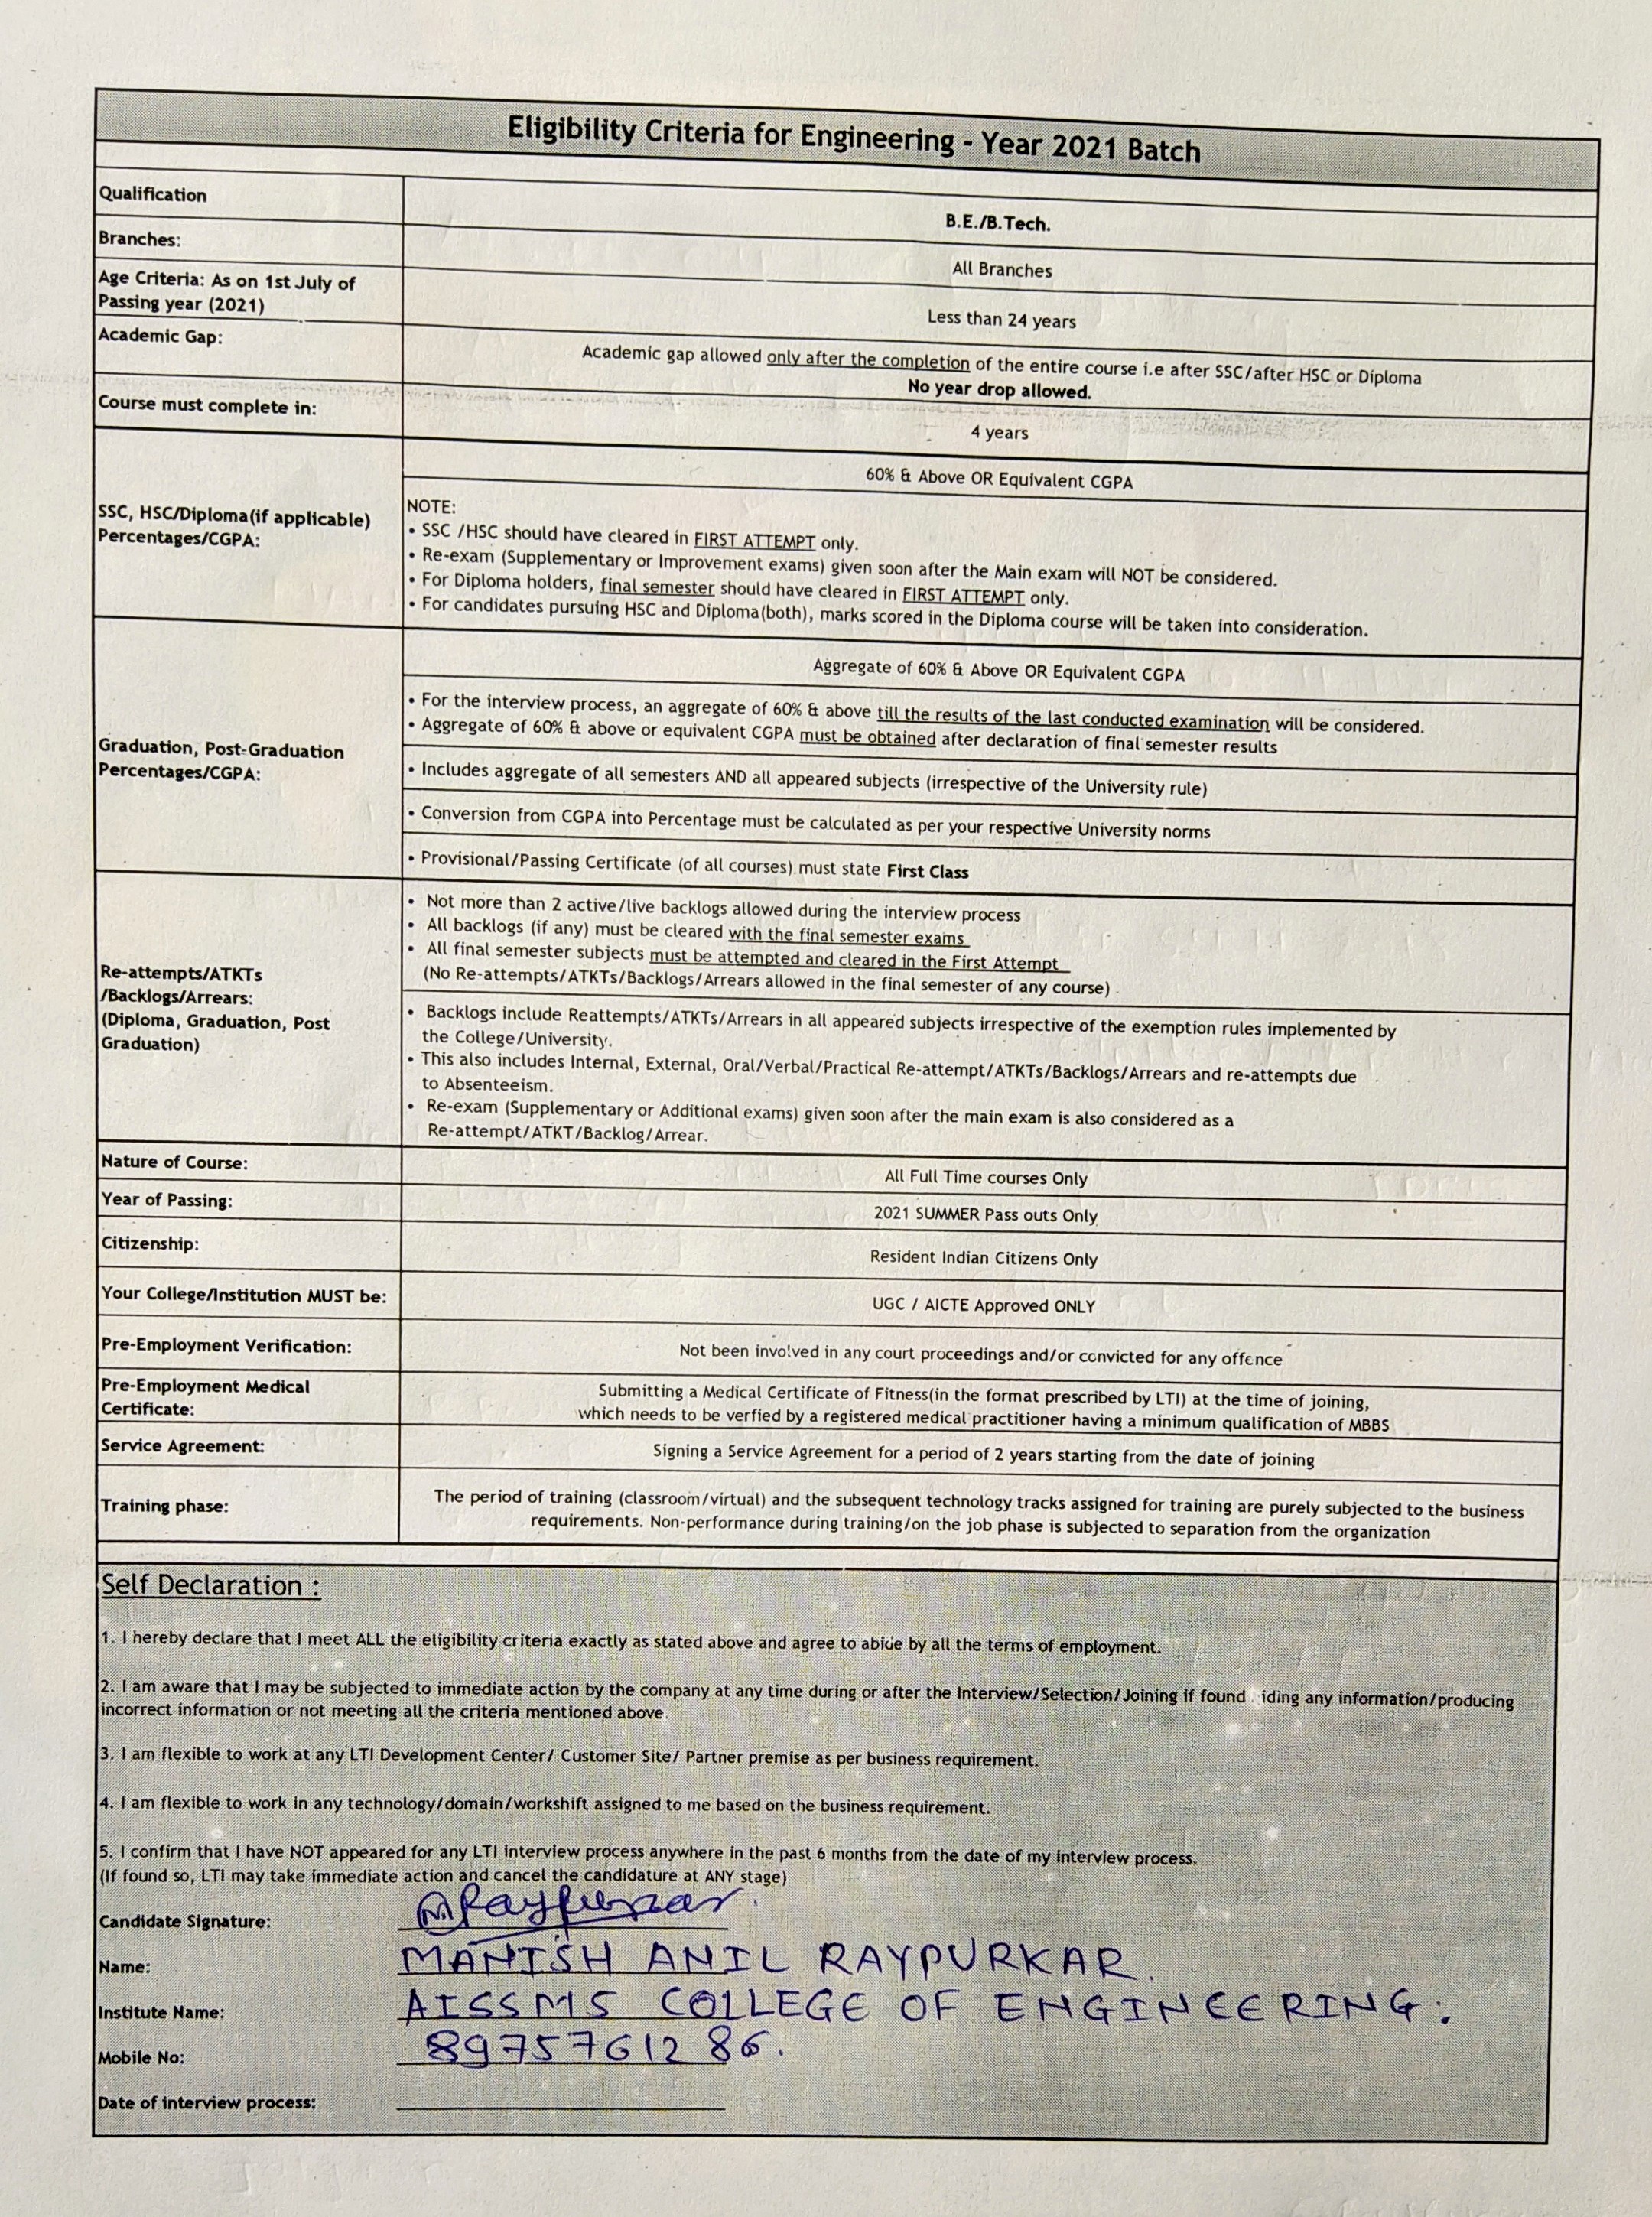 Eligibility Criteria for Engineering - Year 2021 Batch
Qualification
B.E./B.Tech.
Branches:
All Branches
Age Criteria: As on 1st July of
Passing year (2021)
Less than 24 years
Academic Gap:
Academic gap allowed only after the completion of the entire course i.e after SSC/after HSC or Diploma
No year drop allowed.
Course must complete in:
4 years
SSC, HSC/Diploma(if applicable)
Percentages/CGPA:
60% & Above OR Equivalent CGPA
NOTE:
• SSC /HSC should have cleared in FIRST ATTEMPT only.
• Re-exam (Supplementary or Improvement exams) given soon after the Main exam will NOT be considered.
• For Diploma holders, final semester should have cleared in FIRST ATTEMPT only.
• For candidates pursuing HSC and Diploma(both), marks scored in the Diploma course will be taken into consideration.
Graduation, Post-Graduation
Percentages/CGPA:
Aggregate of 60% & Above OR Equivalent CGPA
• For the interview process, an aggregate of 60% & above till the results of the last conducted examination will be considered.
• Aggregate of 60% & above or equivalent CGPA must be obtained after declaration of final semester results
• Includes aggregate of all semesters AND all appeared subjects (irrespective of the University rule)
• Conversion from CGPA into Percentage must be calculated as per your respective University norms
• Provisional/Passing Certificate (of all courses) must state First Class
Re-attempts/ATKTs
/Backlogs/Arrears:
(Diploma, Graduation, Post
Graduation)
• Not more than 2 active/live backlogs allowed during the interview process
• All backlogs (if any) must be cleared with the final semester exams
• All final semester subjects must be attempted and cleared in the First Attempt
(No Re-attempts/ATKTs/Backlogs/Arrears allowed in the final semester of any course)
• Backlogs include Reattempts/ATKTs/Arrears in all appeared subjects irrespective of the exemption rules implemented by
the College/University.
• This also includes Internal, External, Oral/Verbal/Practical Re-attempt/ATKTs/Backlogs/Arrears and re-attempts due
to Absenteeism.
• Re-exam (Supplementary or Additional exams) given soon after the main exam is also considered as a
Re-attempt/ATKT/Backlog/Arrear.
Nature of Course:
All Full Time courses Only
Year of Passing:
2021 SUMMER Pass outs Only
Citizenship:
Resident Indian Citizens Only
Your College/Institution MUST be:
UGC / AICTE Approved ONLY
Pre-Employment Verification:
Not been involved in any court proceedings and/or convicted for any offence
Pre-Employment Medical
Certificate:
Submitting a Medical Certificate of Fitness(in the format prescribed by LTI) at the time of joining,
which needs to be verfied by a registered medical practitioner having a minimum qualification of MBBS
Service Agreement:
Signing a Service Agreement for a period of 2 years starting from the date of joining
Training phase:
The period of training (classroom/virtual) and the subsequent technology tracks assigned for training are purely subjected to the business
requirements. Non-performance during training/on the job phase is subjected to separation from the organization
Self Declaration :
1. I hereby declare that I meet ALL the eligibility criteria exactly as stated above and agree to abide by all the terms of employment.
2. I am aware that I may be subjected to immediate action by the company at any time during or after the Interview/Selection/Joining if found iding any information/producing
incorrect information or not meeting all the criteria mentioned above.
3. I am flexible to work at any LTI Development Center/ Customer Site/ Partner premise as per business requirement.
4. I am flexible to work in any technology/domain/workshift assigned to me based on the business requirement.
5. I confirm that I have NOT appeared for any LTI interview process anywhere in the past 6 months from the date of my interview process.
(If found so, LTI may take immediate action and cancel the candidature at ANY stage)
Candidate Signature: MRaypurkar.
Name: MANISH ANIL RAYPURKAR.
Institute Name: AISSMS COLLEGE OF ENGINEERING.
Mobile No: 8975761286.
Date of interview process: